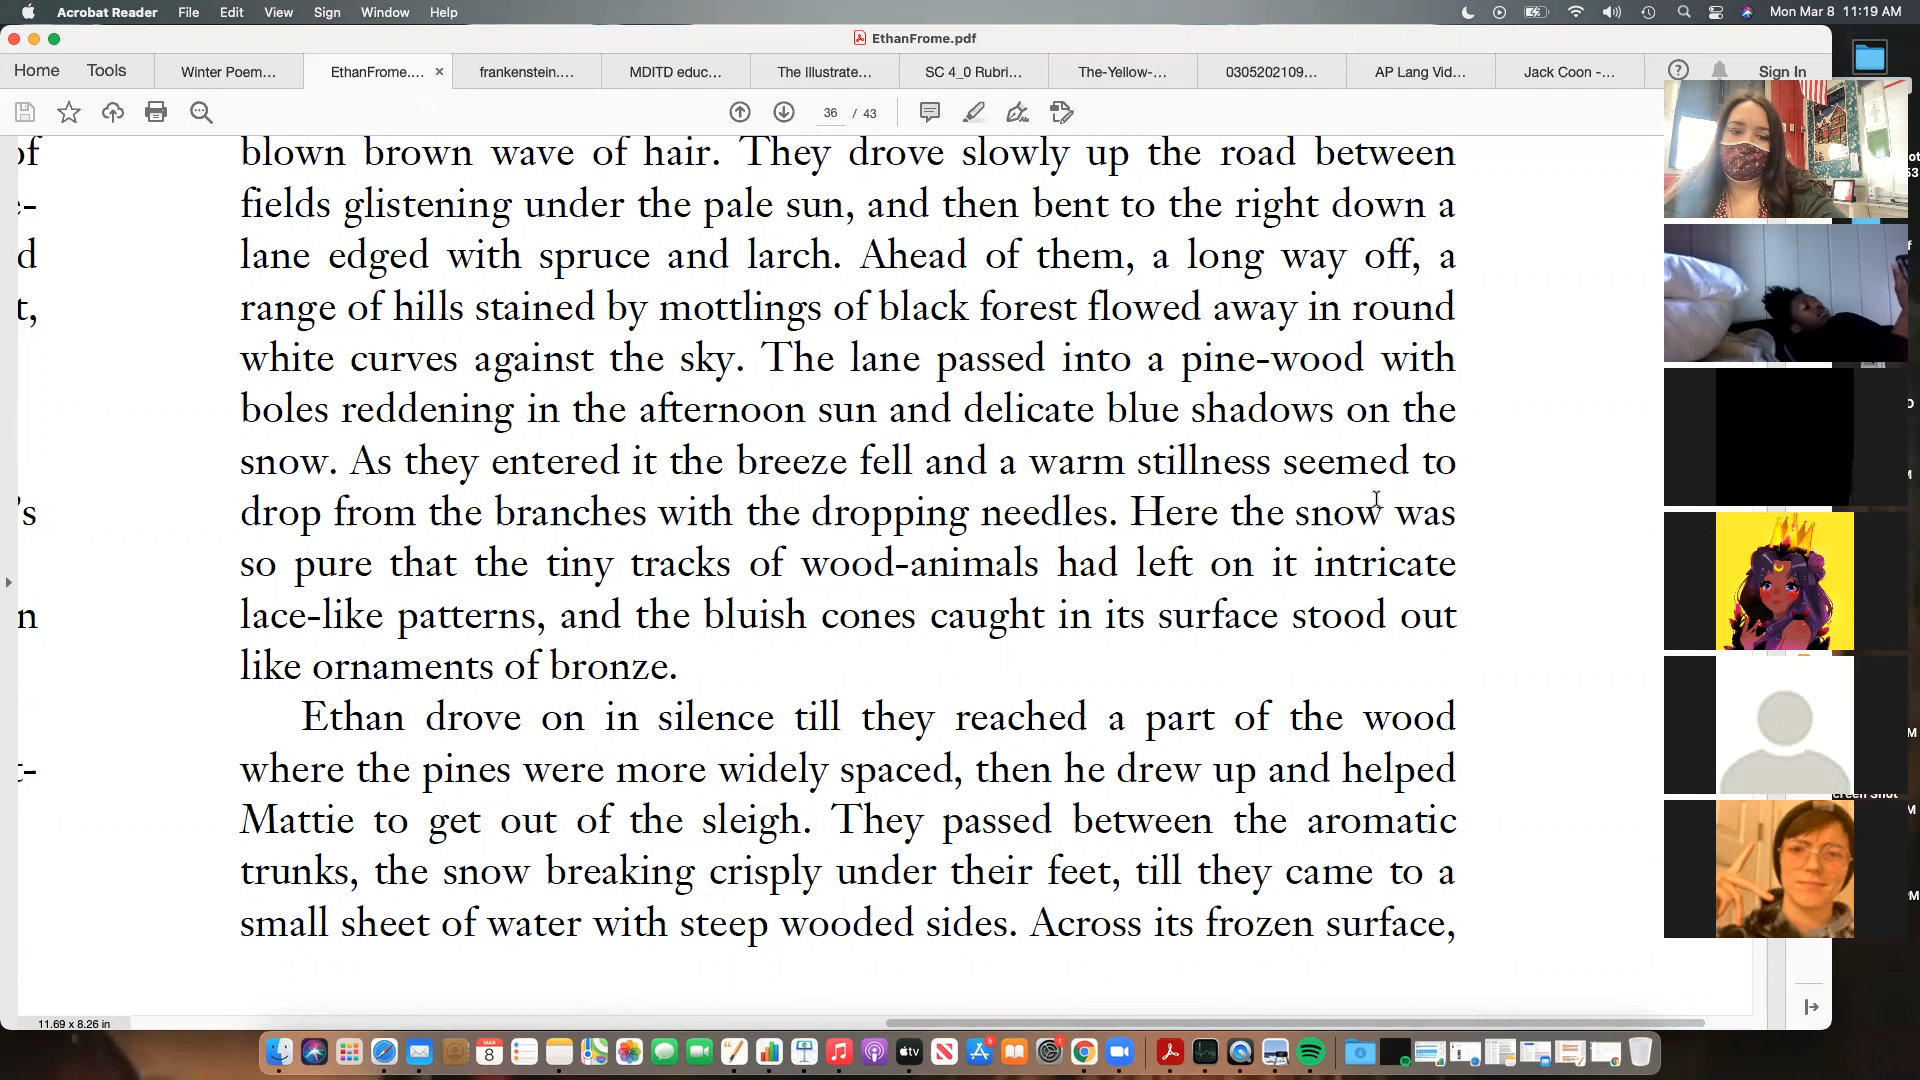 Acrobat Reader File Edit View Sign Window Help Mon Mar 8 11:19 AM
EthanFrome.pdf
Home Tools Winter Poem... EthanFrome.... × frankenstein.... MDITD educ... The Illustrate... SC 4_0 Rubri... The-Yellow-... 0305202109... AP Lang Vid... Jack Coon -... Sign In
36 / 43
blown brown wave of hair. They drove slowly up the road between
fields glistening under the pale sun, and then bent to the right down a
lane edged with spruce and larch. Ahead of them, a long way off, a
range of hills stained by mottlings of black forest flowed away in round
white curves against the sky. The lane passed into a pine-wood with
boles reddening in the afternoon sun and delicate blue shadows on the
snow. As they entered it the breeze fell and a warm stillness seemed to
drop from the branches with the dropping needles. Here the snow was
so pure that the tiny tracks of wood-animals had left on it intricate
lace-like patterns, and the bluish cones caught in its surface stood out
like ornaments of bronze.
Ethan drove on in silence till they reached a part of the wood
where the pines were more widely spaced, then he drew up and helped
Mattie to get out of the sleigh. They passed between the aromatic
trunks, the snow breaking crisply under their feet, till they came to a
small sheet of water with steep wooded sides. Across its frozen surface,
of
e-
d
t,
's
n
t-
11.69 x 8.26 in
MAR
8
tv